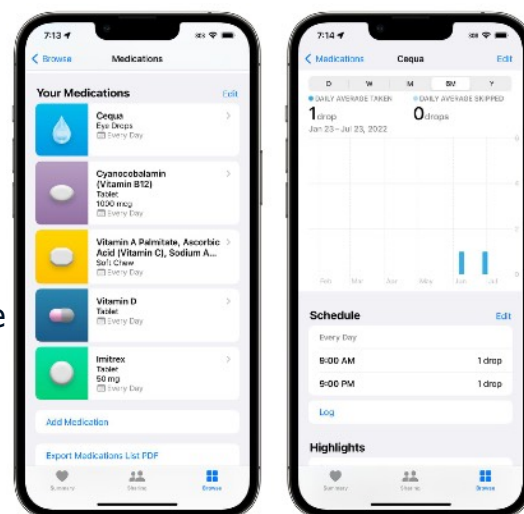 7:13
Browse
Medications
Your Medications
Edit
Cequa
Eye Drops
Every Day
Cyanocobalamin
(Vitamin B12)
Tablet
1000 mcg
Every Day
Vitamin A Palmitate, Ascorbic
Acid (Vitamin C), Sodium A...
Soft Chew
Every Day
Vitamin D
Tablet
Every Day
Imitrex
Tablet
50 mg
Every Day
Add Medication
Export Medications List PDF
Summary
Sharing
Browse
e
7:14
Medications
Cequa
Edit
D W M 6M Y
DAILY AVERAGE TAKEN
DAILY AVERAGE SKIPPED
1 drop
0 drops
Jan 23–Jul 23, 2022
Feb Mar Apr May Jun Jul
0
Schedule
Edit
Every Day
9:00 AM 1 drop
9:00 PM 1 drop
Log
Highlights
Summary
Sharing
Browse